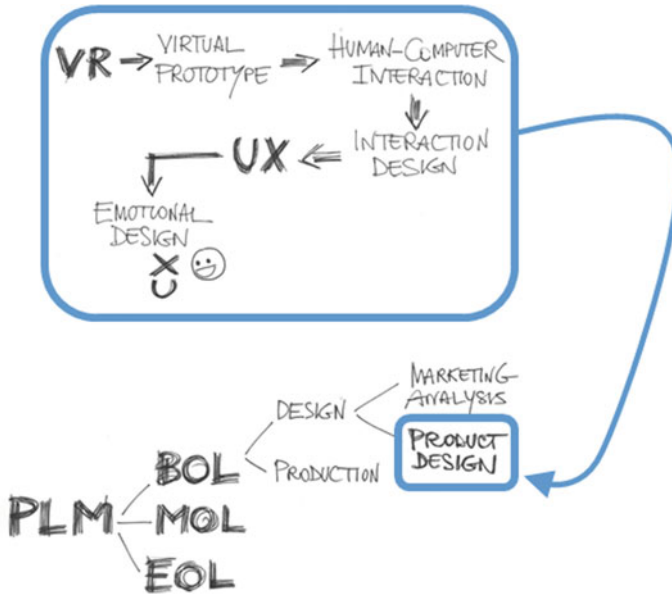 VR
VIRTUAL
PROTOTYPE
HUMAN-COMPUTER
INTERACTION
INTERACTION
DESIGN
UX
EMOTIONAL
DESIGN
X
U
MARKETING
ANALYSIS
DESIGN
PRODUCT
DESIGN
BOL
PRODUCTION
PLM
MOL
EOL